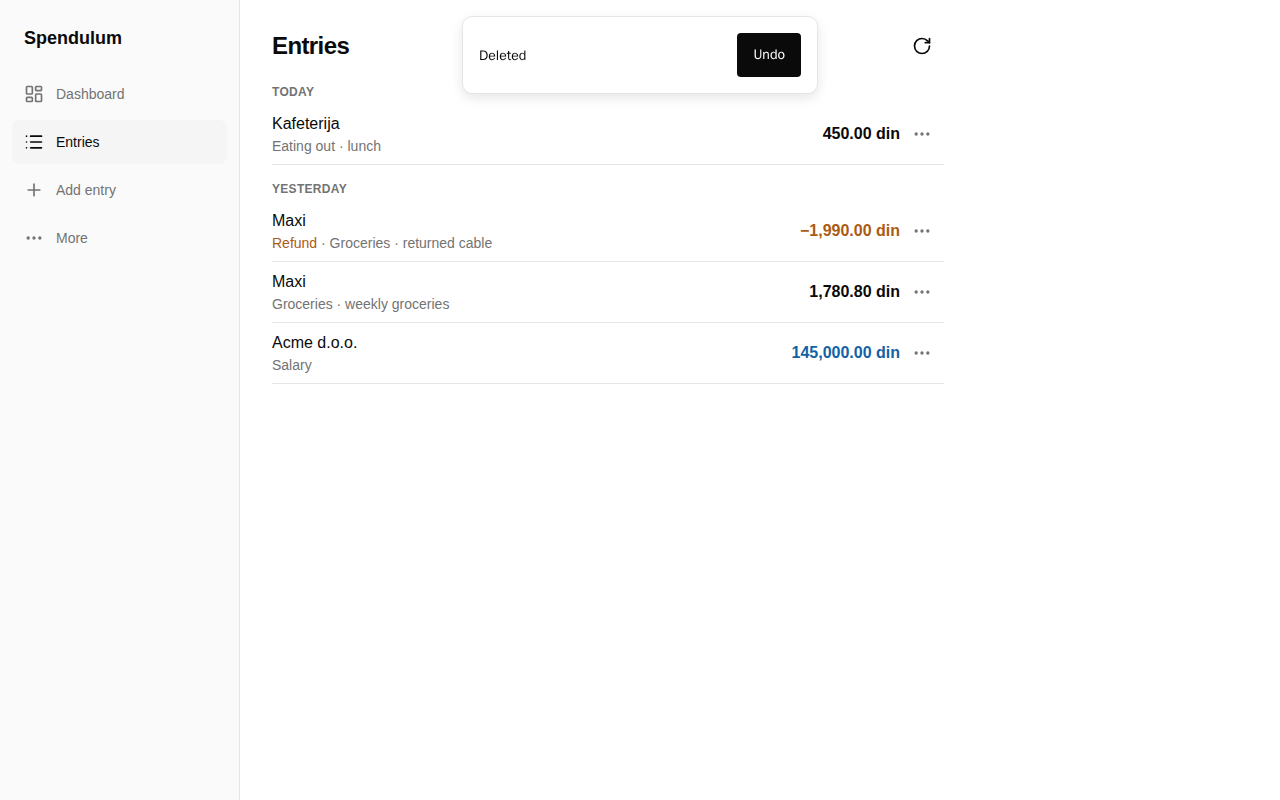 Spendulum
Dashboard
Entries
Add entry
More
Entries
Deleted
Undo
TODAY
Kafeterija
Eating out · lunch
450.00 din
YESTERDAY
Maxi
Refund · Groceries · returned cable
−1,990.00 din
Maxi
Groceries · weekly groceries
1,780.80 din
Acme d.o.o.
Salary
145,000.00 din